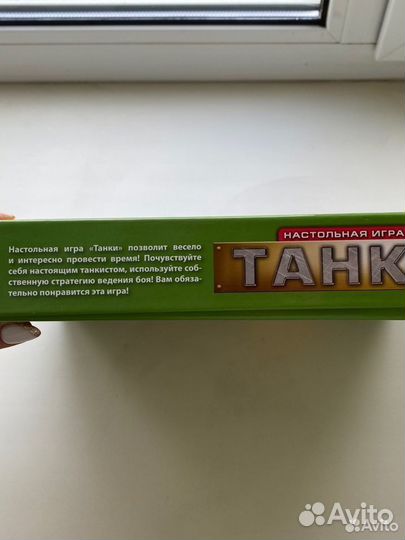 Настольная игра «Танки» позволит весело
и интересно провести время! Почувствуйте
себя настоящим танкистом, используйте соб-
ственную стратегию ведения боя! Вам обяза-
тельно понравится эта игра!
НАСТОЛЬНАЯ ИГРА
ТАНК
Avito
Avito